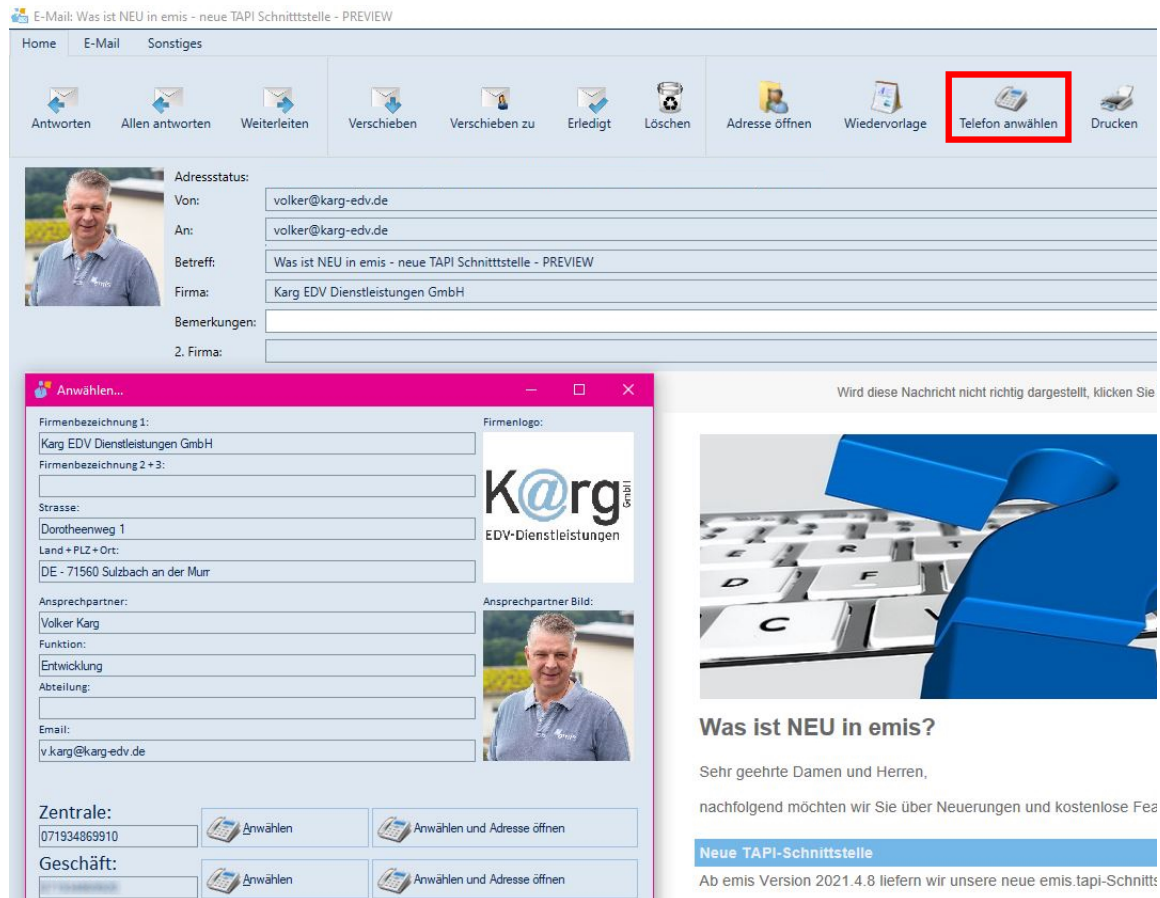 E-Mail: Was ist NEU in emis - neue TAPI Schnitttstelle - PREVIEW
Home E-Mail Sonstiges
Antworten Allen antworten Weiterleiten Verschieben Verschieben zu Erledigt Löschen Adresse öffnen Wiedervorlage Telefon anwählen Drucken
Adressstatus:
Von: volker@karg-edv.de
An: volker@karg-edv.de
Betreff: Was ist NEU in emis - neue TAPI Schnitttstelle - PREVIEW
Firma: Karg EDV Dienstleistungen GmbH
Bemerkungen:
2. Firma:
Anwählen...
Firmenbezeichnung 1: Firmenlogo:
Karg EDV Dienstleistungen GmbH
Firmenbezeichnung 2 + 3:
K@rg GmbH
EDV-Dienstleistungen
Strasse:
Dorotheenweg 1
Land + PLZ + Ort:
DE - 71560 Sulzbach an der Murr
Ansprechpartner: Ansprechpartner Bild:
Volker Karg
Funktion:
Entwicklung
Abteilung:
Email:
v.karg@karg-edv.de
emis
Zentrale:
071934869910 Anwählen Anwählen und Adresse öffnen
Geschäft:
Anwählen Anwählen und Adresse öffnen
Wird diese Nachricht nicht richtig dargestellt, klicken Sie
E R T
D F
C V
Was ist NEU in emis?
Sehr geehrte Damen und Herren,
nachfolgend möchten wir Sie über Neuerungen und kostenlose Fea
Neue TAPI-Schnittstelle
Ab emis Version 2021.4.8 liefern wir unsere neue emis.tapi-Schnitts